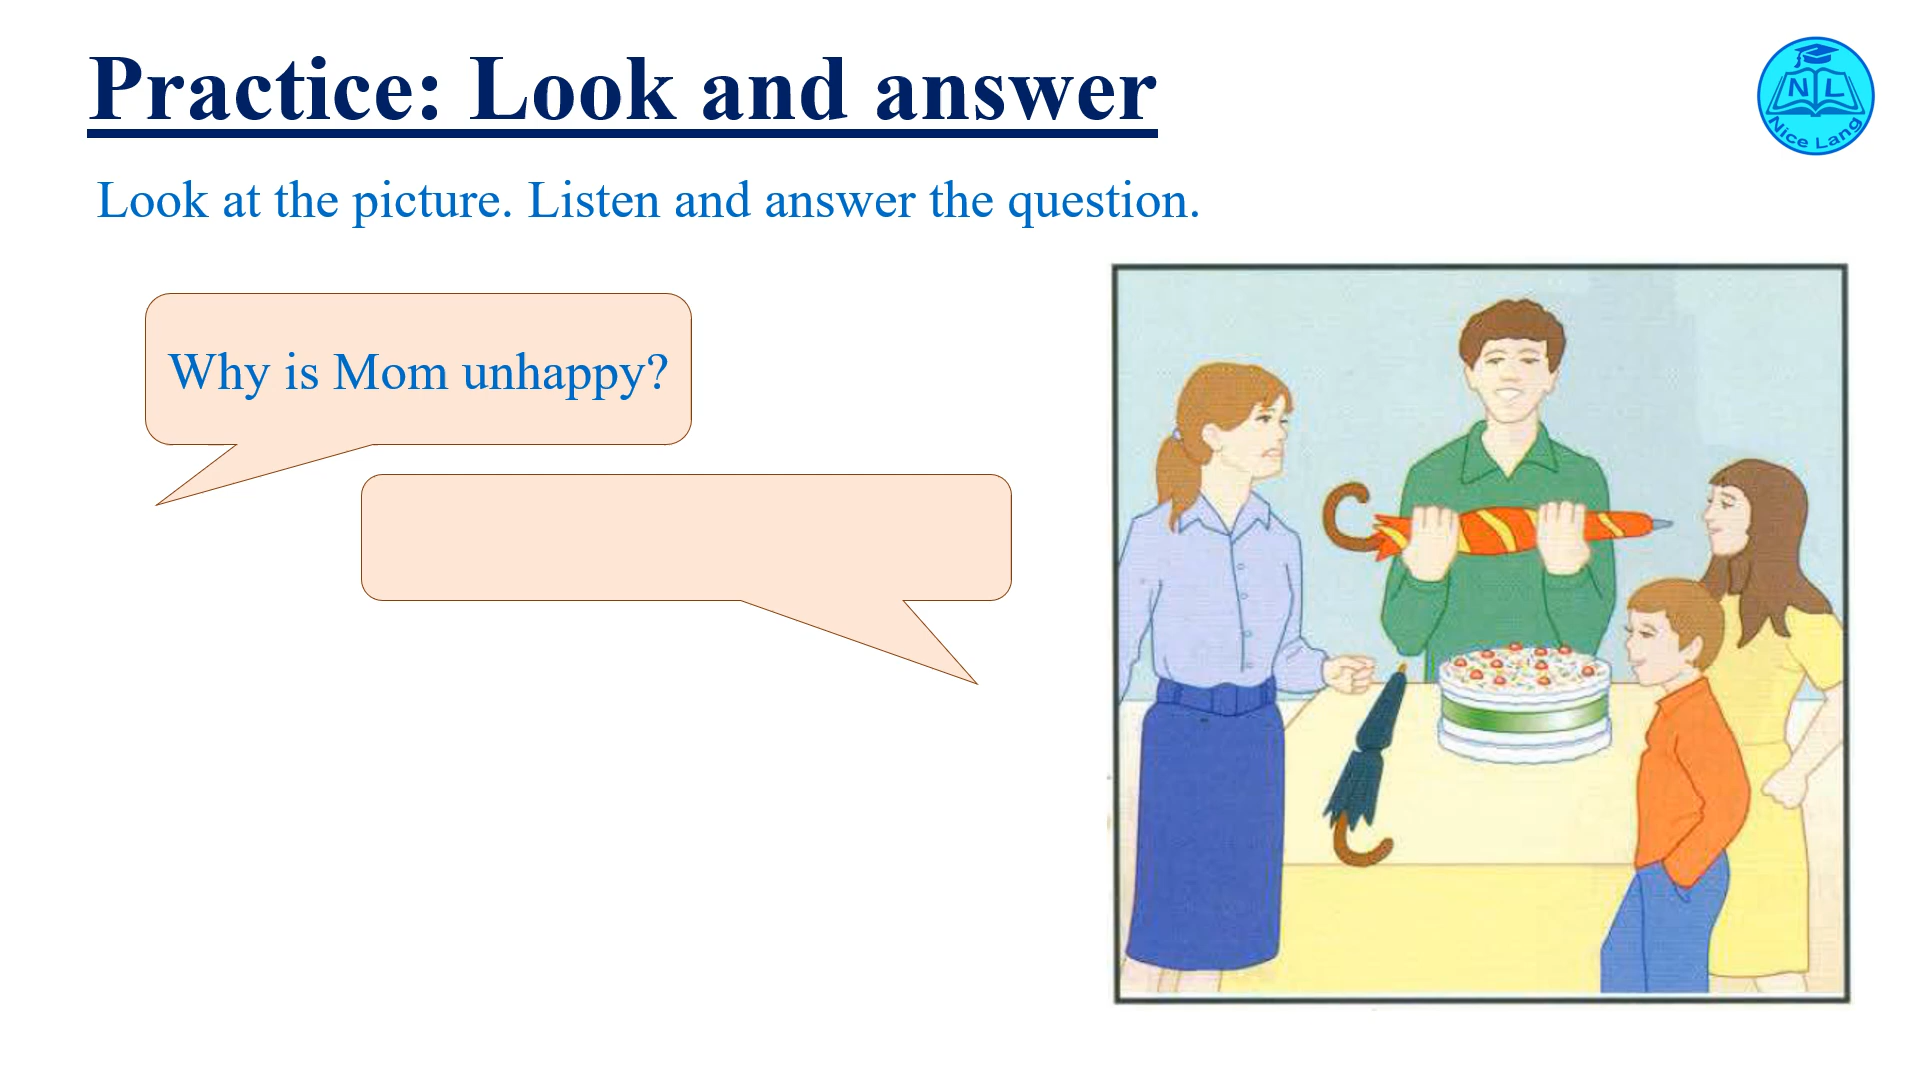 Practice: Look and answer
N L
Nice Lang
Look at the picture. Listen and answer the question.
Why is Mom unhappy?